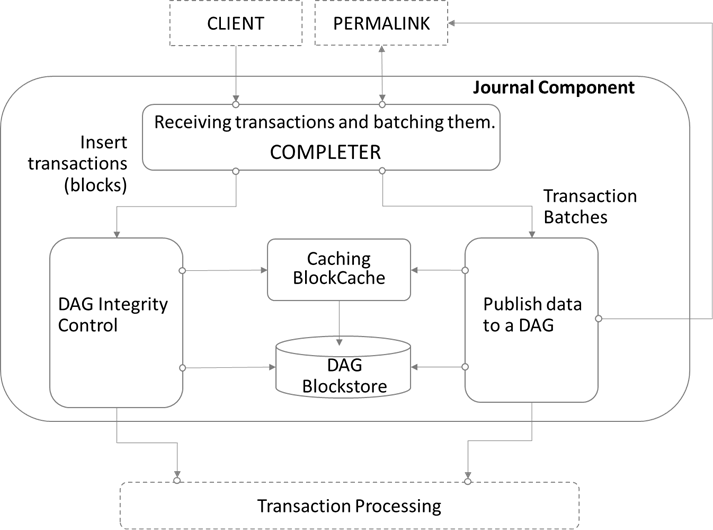 CLIENT
PERMALINK
Journal Component
Receiving transactions and batching them.
COMPLETER
Insert
transactions
(blocks)
Transaction
Batches
Caching
BlockCache
DAG Integrity
Control
Publish data
to a DAG
DAG
Blockstore
Transaction Processing